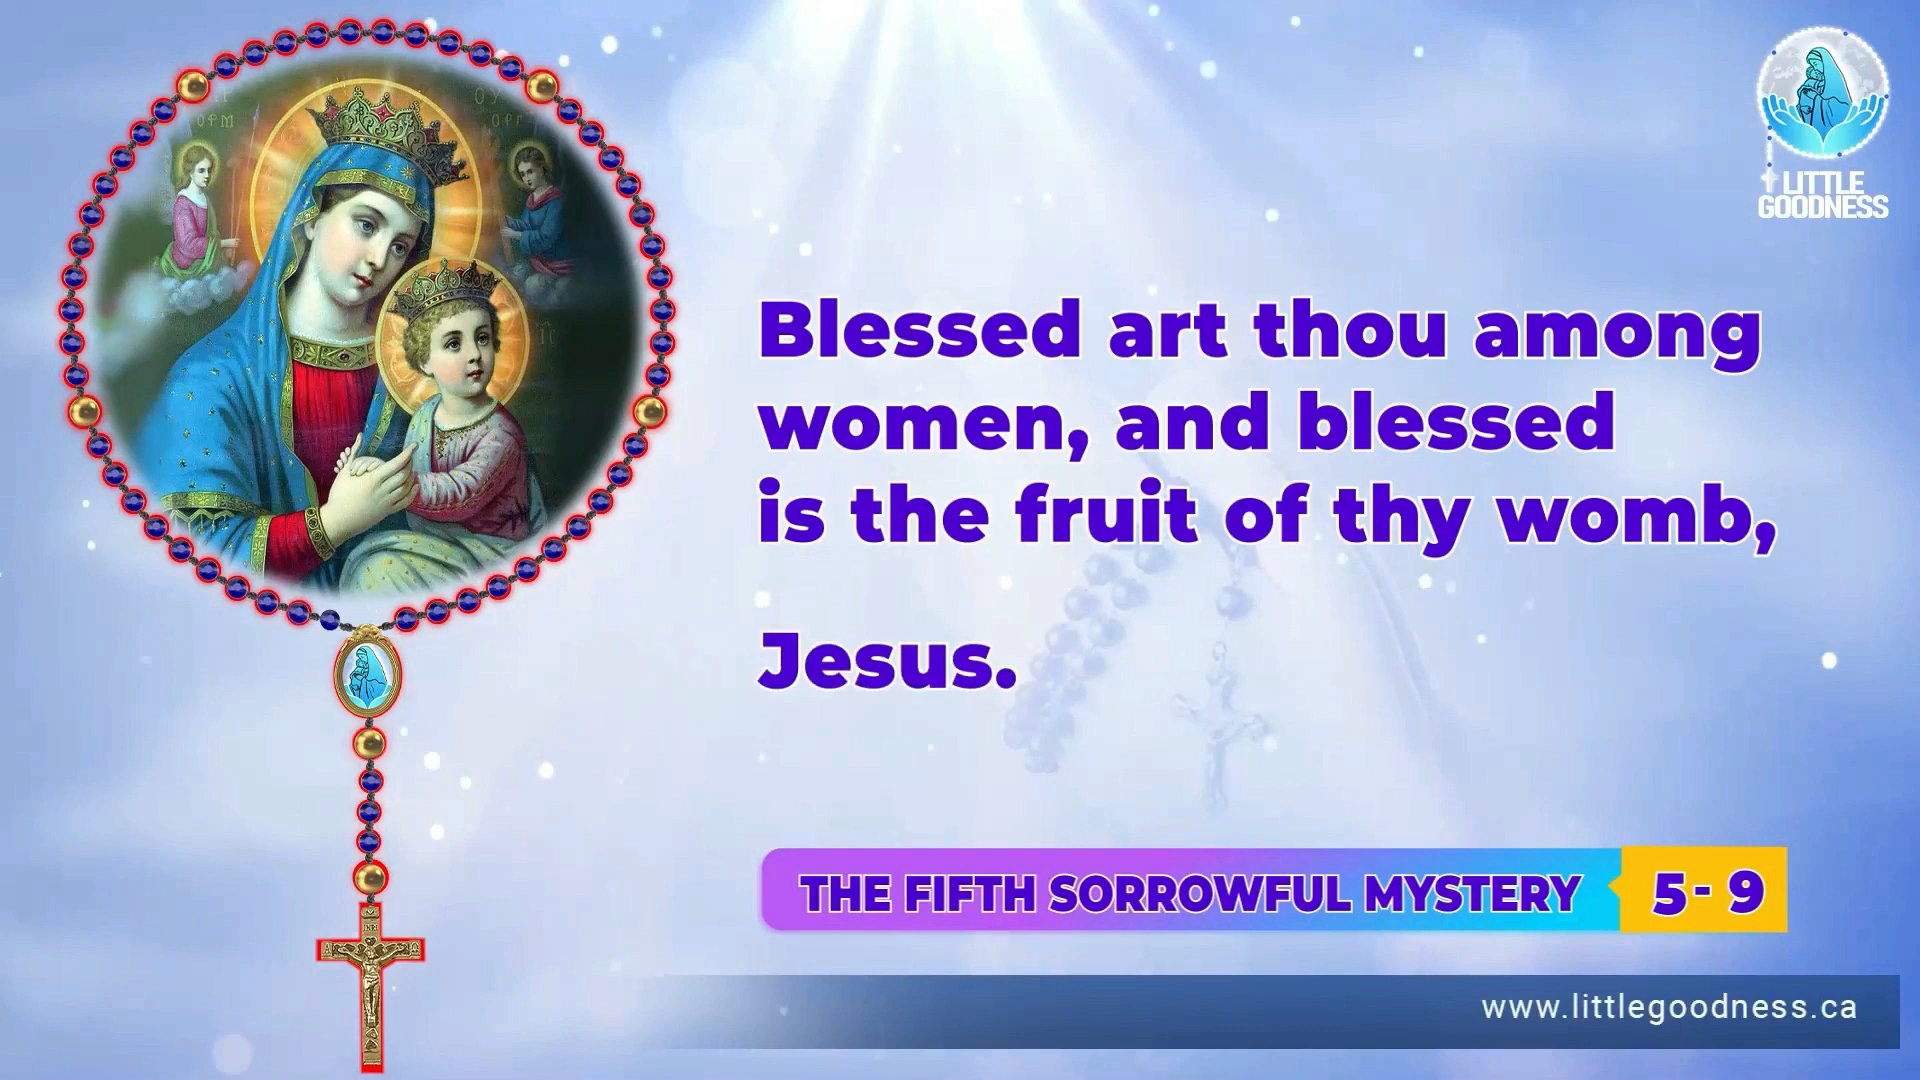 LITTLE
GOODNESS
Blessed art thou among
women, and blessed
is the fruit of thy womb,
Jesus.
THE FIFTH SORROWFUL MYSTERY 5- 9
www.littlegoodness.ca
INRI